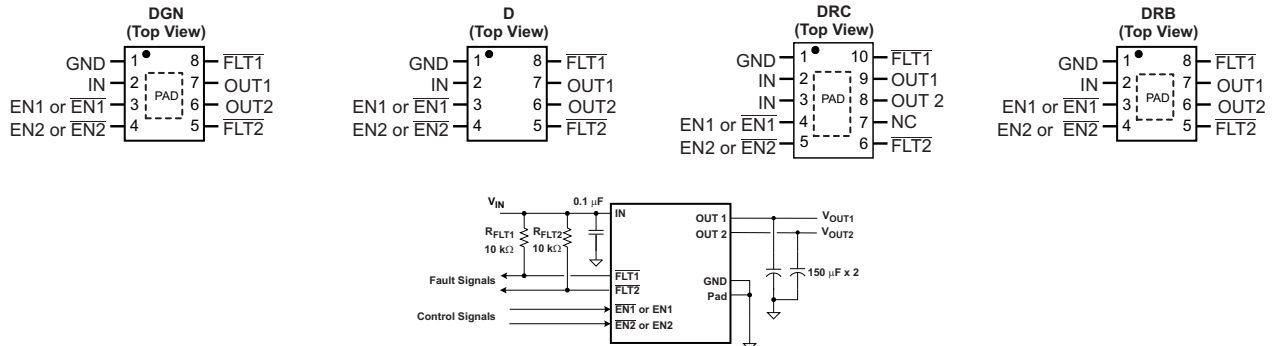 DGN
(Top View)
GND 1 8 FLT1
IN 2 7 OUT1
EN1 or EN1 3 PAD 6 OUT2
EN2 or EN2 4 5 FLT2
D
(Top View)
GND 1 8 FLT1
IN 2 7 OUT1
EN1 or EN1 3 6 OUT2
EN2 or EN2 4 5 FLT2
DRC
(Top View)
GND 1 10 FLT1
IN 2 9 OUT1
IN 3 PAD 8 OUT 2
EN1 or EN1 4 7 NC
EN2 or EN2 5 6 FLT2
DRB
(Top View)
GND 1 8 FLT1
IN 2 7 OUT1
EN1 or EN1 3 PAD 6 OUT2
EN2 or EN2 4 5 FLT2
VIN 0.1 μF IN OUT 1 VOUT1
OUT 2 VOUT2
RFLT1 RFLT2
10 kΩ 10 kΩ
150 μF x 2
Fault Signals FLT1 GND
FLT2 Pad
Control Signals EN1 or EN1
EN2 or EN2